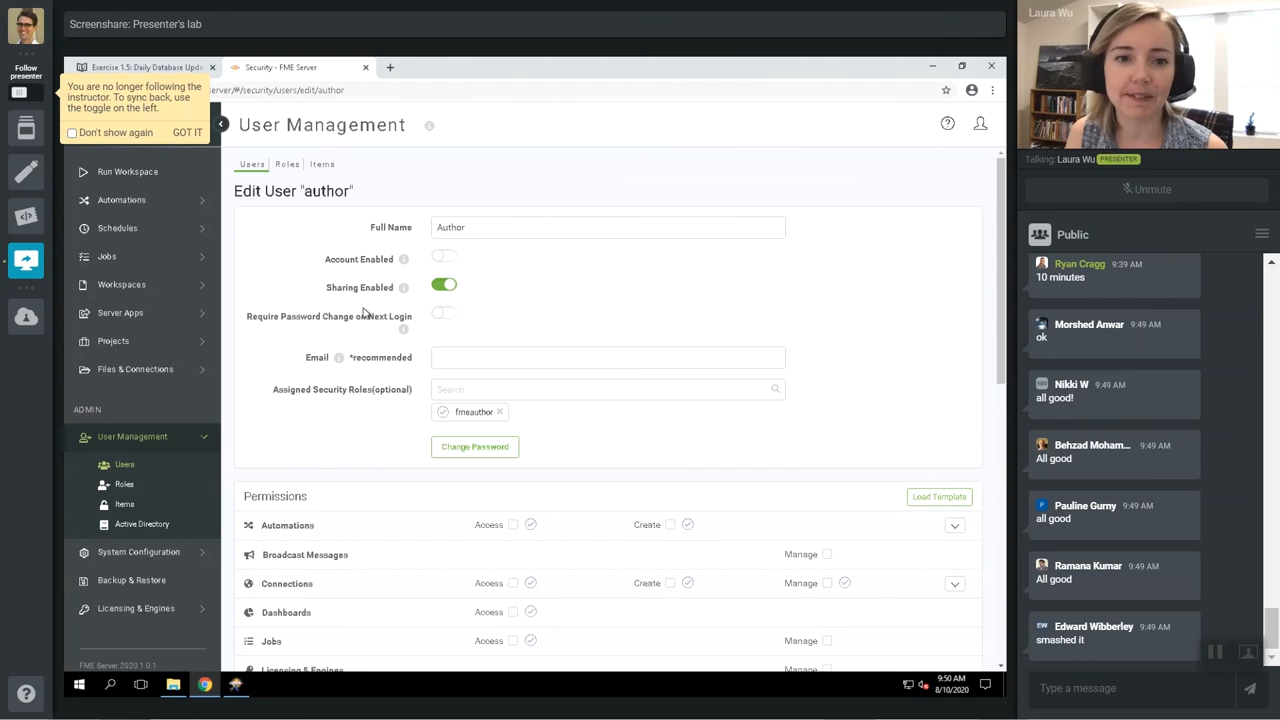 Screenshare: Presenter's lab
Laura Wu
Follow
presenter
Exercise 1.5: Daily Database Upd
Security - FME Server
You are no longer following the
instructor. To sync back, use
the toggle on the left.
Don't show again
GOT IT
erver/#/security/users/edit/author
User Management
Talking: Laura Wu PRESENTER
Unmute
Users
Roles
Items
Edit User "author"
Full Name
Author
Account Enabled
Sharing Enabled
Require Password Change on Next Login
Email *recommended
Assigned Security Roles(optional)
Search
fmeauthor
Change Password
Permissions
Load Template
Automations
Access
Create
Broadcast Messages
Manage
Connections
Access
Create
Manage
Dashboards
Access
Jobs
Access
Manage
Licensing & Engines
Manage
Run Workspace
Automations
Schedules
Jobs
Workspaces
Server Apps
Projects
Files & Connections
ADMIN
User Management
Users
Roles
Items
Active Directory
System Configuration
Backup & Restore
Licensing & Engines
FME Server 2020.1.0.1
9:50 AM
8/10/2020
Public
Ryan Cragg 9:39 AM
10 minutes
Morshed Anwar 9:49 AM
ok
NW
Nikki W 9:49 AM
all good!
Behzad Moham... 9:49 AM
All good
P
Pauline Gurny 9:49 AM
all good
Ramana Kumar 9:49 AM
All good
EW
Edward Wibberley 9:49 AM
smashed it
Type a message